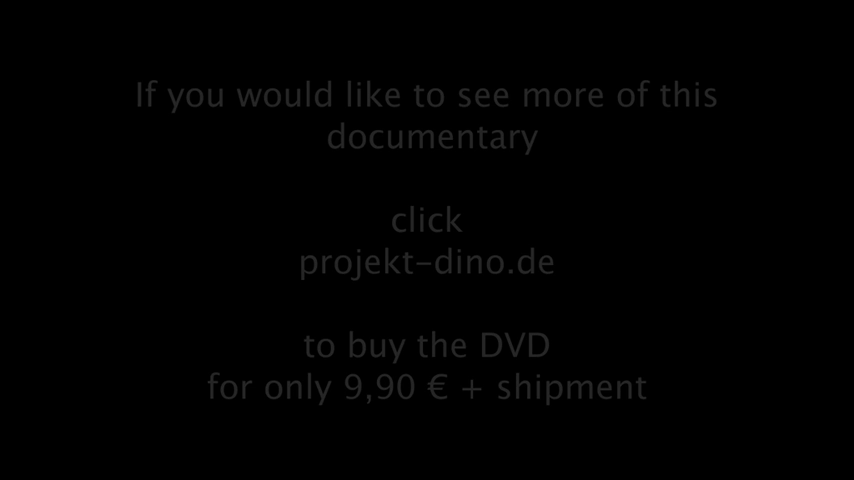 If you would like to see more of this
documentary
click
projekt-dino.de
to buy the DVD
for only 9,90 € + shipment